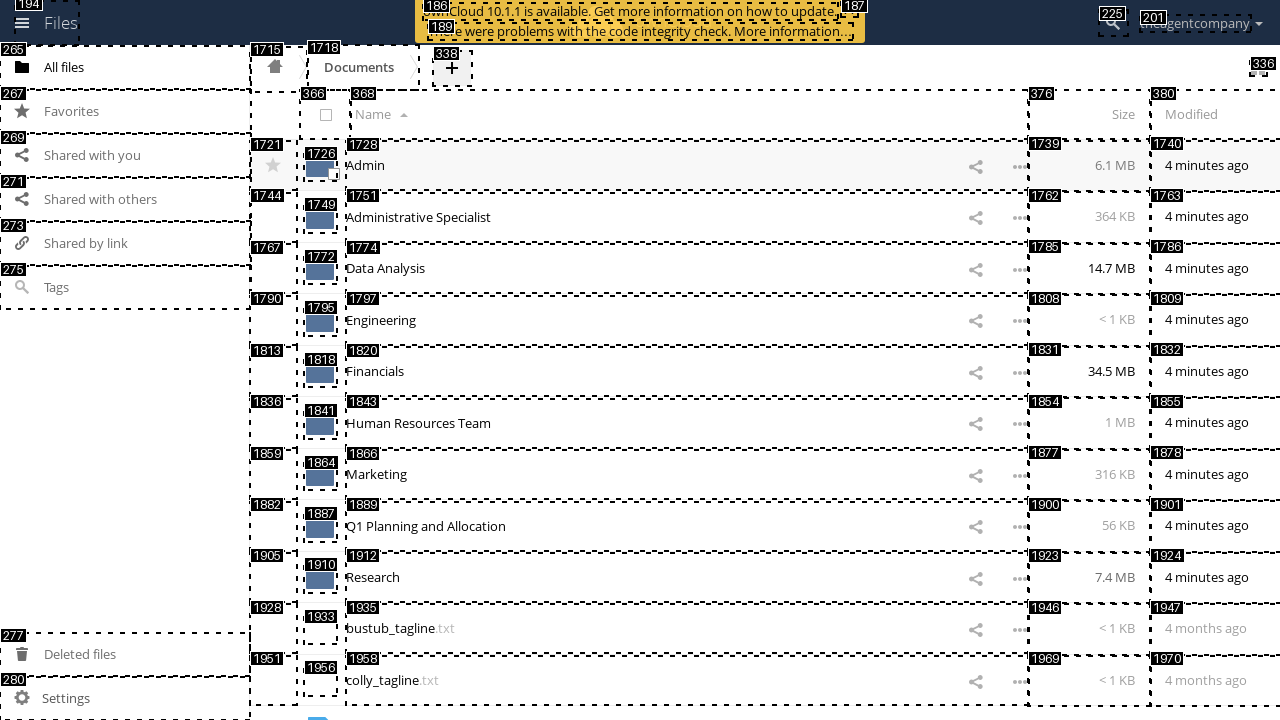 194
Files
186
187
ownCloud 10.1.1 is available. Get more information on how to update.
189
were problems with the code integrity check. More information…
225
201
theagentcompany
265
All files
267
Favorites
269
Shared with you
271
Shared with others
273
Shared by link
275
Tags
277
Deleted files
280
Settings
1715
1718
Documents
338
+
336
366
368
Name
376
Size
380
Modified
1721
1726
1728
Admin
1739
6.1 MB
1740
4 minutes ago
1744
1749
1751
Administrative Specialist
1762
364 KB
1763
4 minutes ago
1767
1772
1774
Data Analysis
1785
14.7 MB
1786
4 minutes ago
1790
1795
1797
Engineering
1808
< 1 KB
1809
4 minutes ago
1813
1818
1820
Financials
1831
34.5 MB
1832
4 minutes ago
1836
1841
1843
Human Resources Team
1854
1 MB
1855
4 minutes ago
1859
1864
1866
Marketing
1877
316 KB
1878
4 minutes ago
1882
1887
1889
Q1 Planning and Allocation
1900
56 KB
1901
4 minutes ago
1905
1910
1912
Research
1923
7.4 MB
1924
4 minutes ago
1928
1933
1935
bustub_tagline.txt
1946
< 1 KB
1947
4 months ago
1951
1956
1958
colly_tagline.txt
1969
< 1 KB
1970
4 months ago